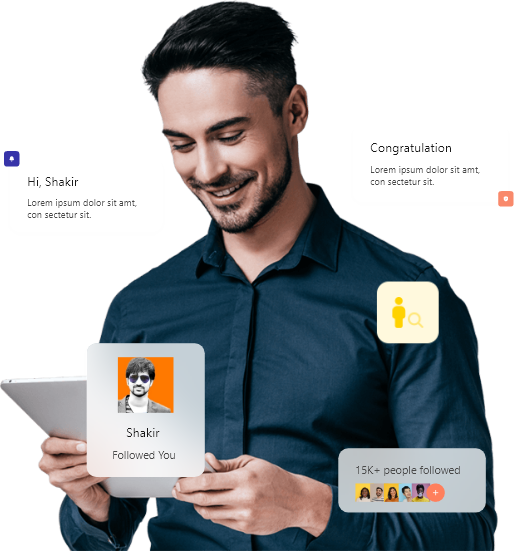 Congratulation
Lorem ipsum dolor sit amt,
con sectetur sit.
Hi, Shakir
Lorem ipsum dolor sit amt,
con sectetur sit.
Shakir
Followed You
15K+ people followed
+